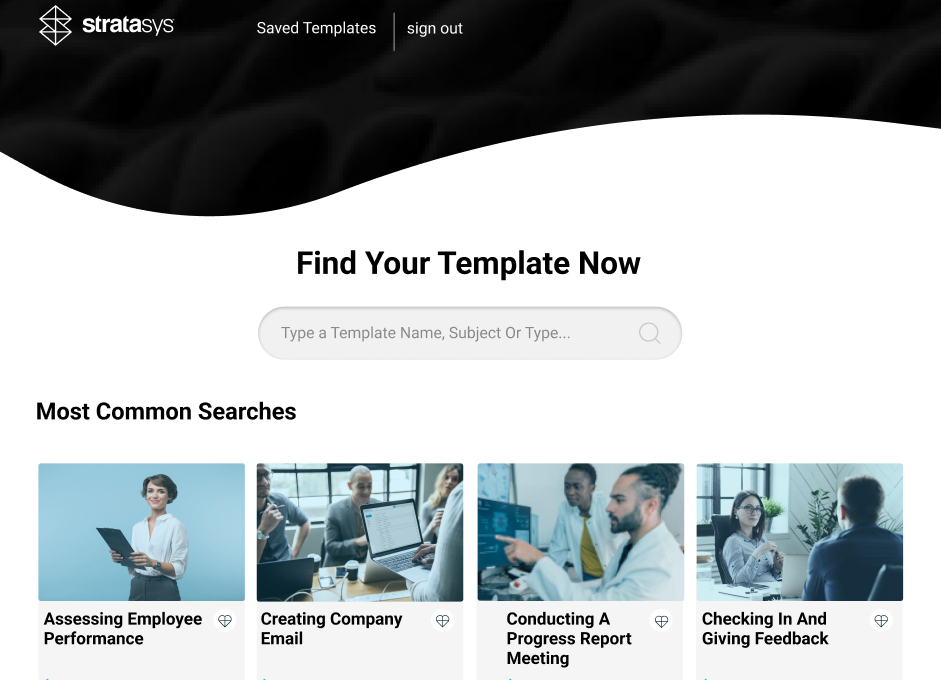 stratasys
Saved Templates
sign out
Find Your Template Now
Type a Template Name, Subject Or Type...
Most Common Searches
Assessing Employee
Performance
Creating Company
Email
Conducting A
Progress Report
Meeting
Checking In And
Giving Feedback